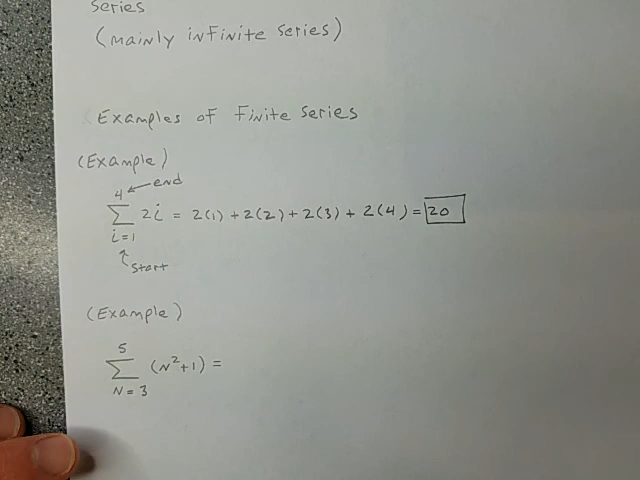 Series
(mainly infinite series)
Examples of Finite Series
(Example)
4 ← end
∑ 2i = 2(1) + 2(2) + 2(3) + 2(4) = 20
i=1
start
(Example)
5
∑ (N²+1) =
N = 3